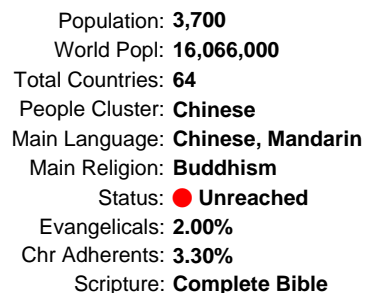 Population: 3,700
World Popl: 16,066,000
Total Countries: 64
People Cluster: Chinese
Main Language: Chinese, Mandarin
Main Religion: Buddhism
Status: Unreached
Evangelicals: 2.00%
Chr Adherents: 3.30%
Scripture: Complete Bible